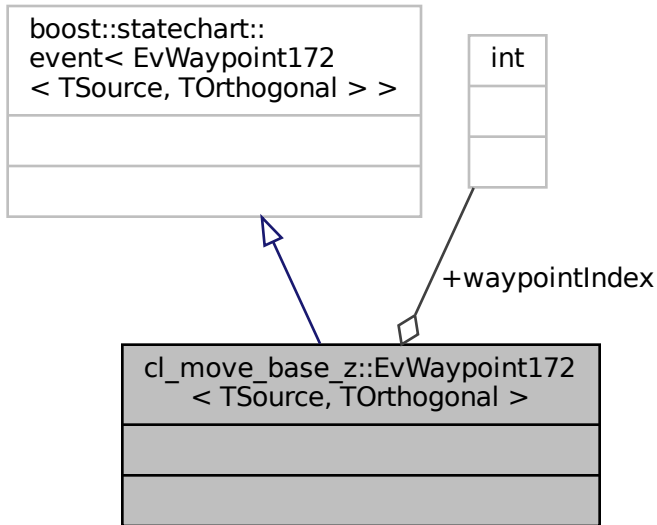 boost::statechart::
event< EvWaypoint172
< TSource, TOrthogonal > >
int
+waypointIndex
cl_move_base_z::EvWaypoint172
< TSource, TOrthogonal >